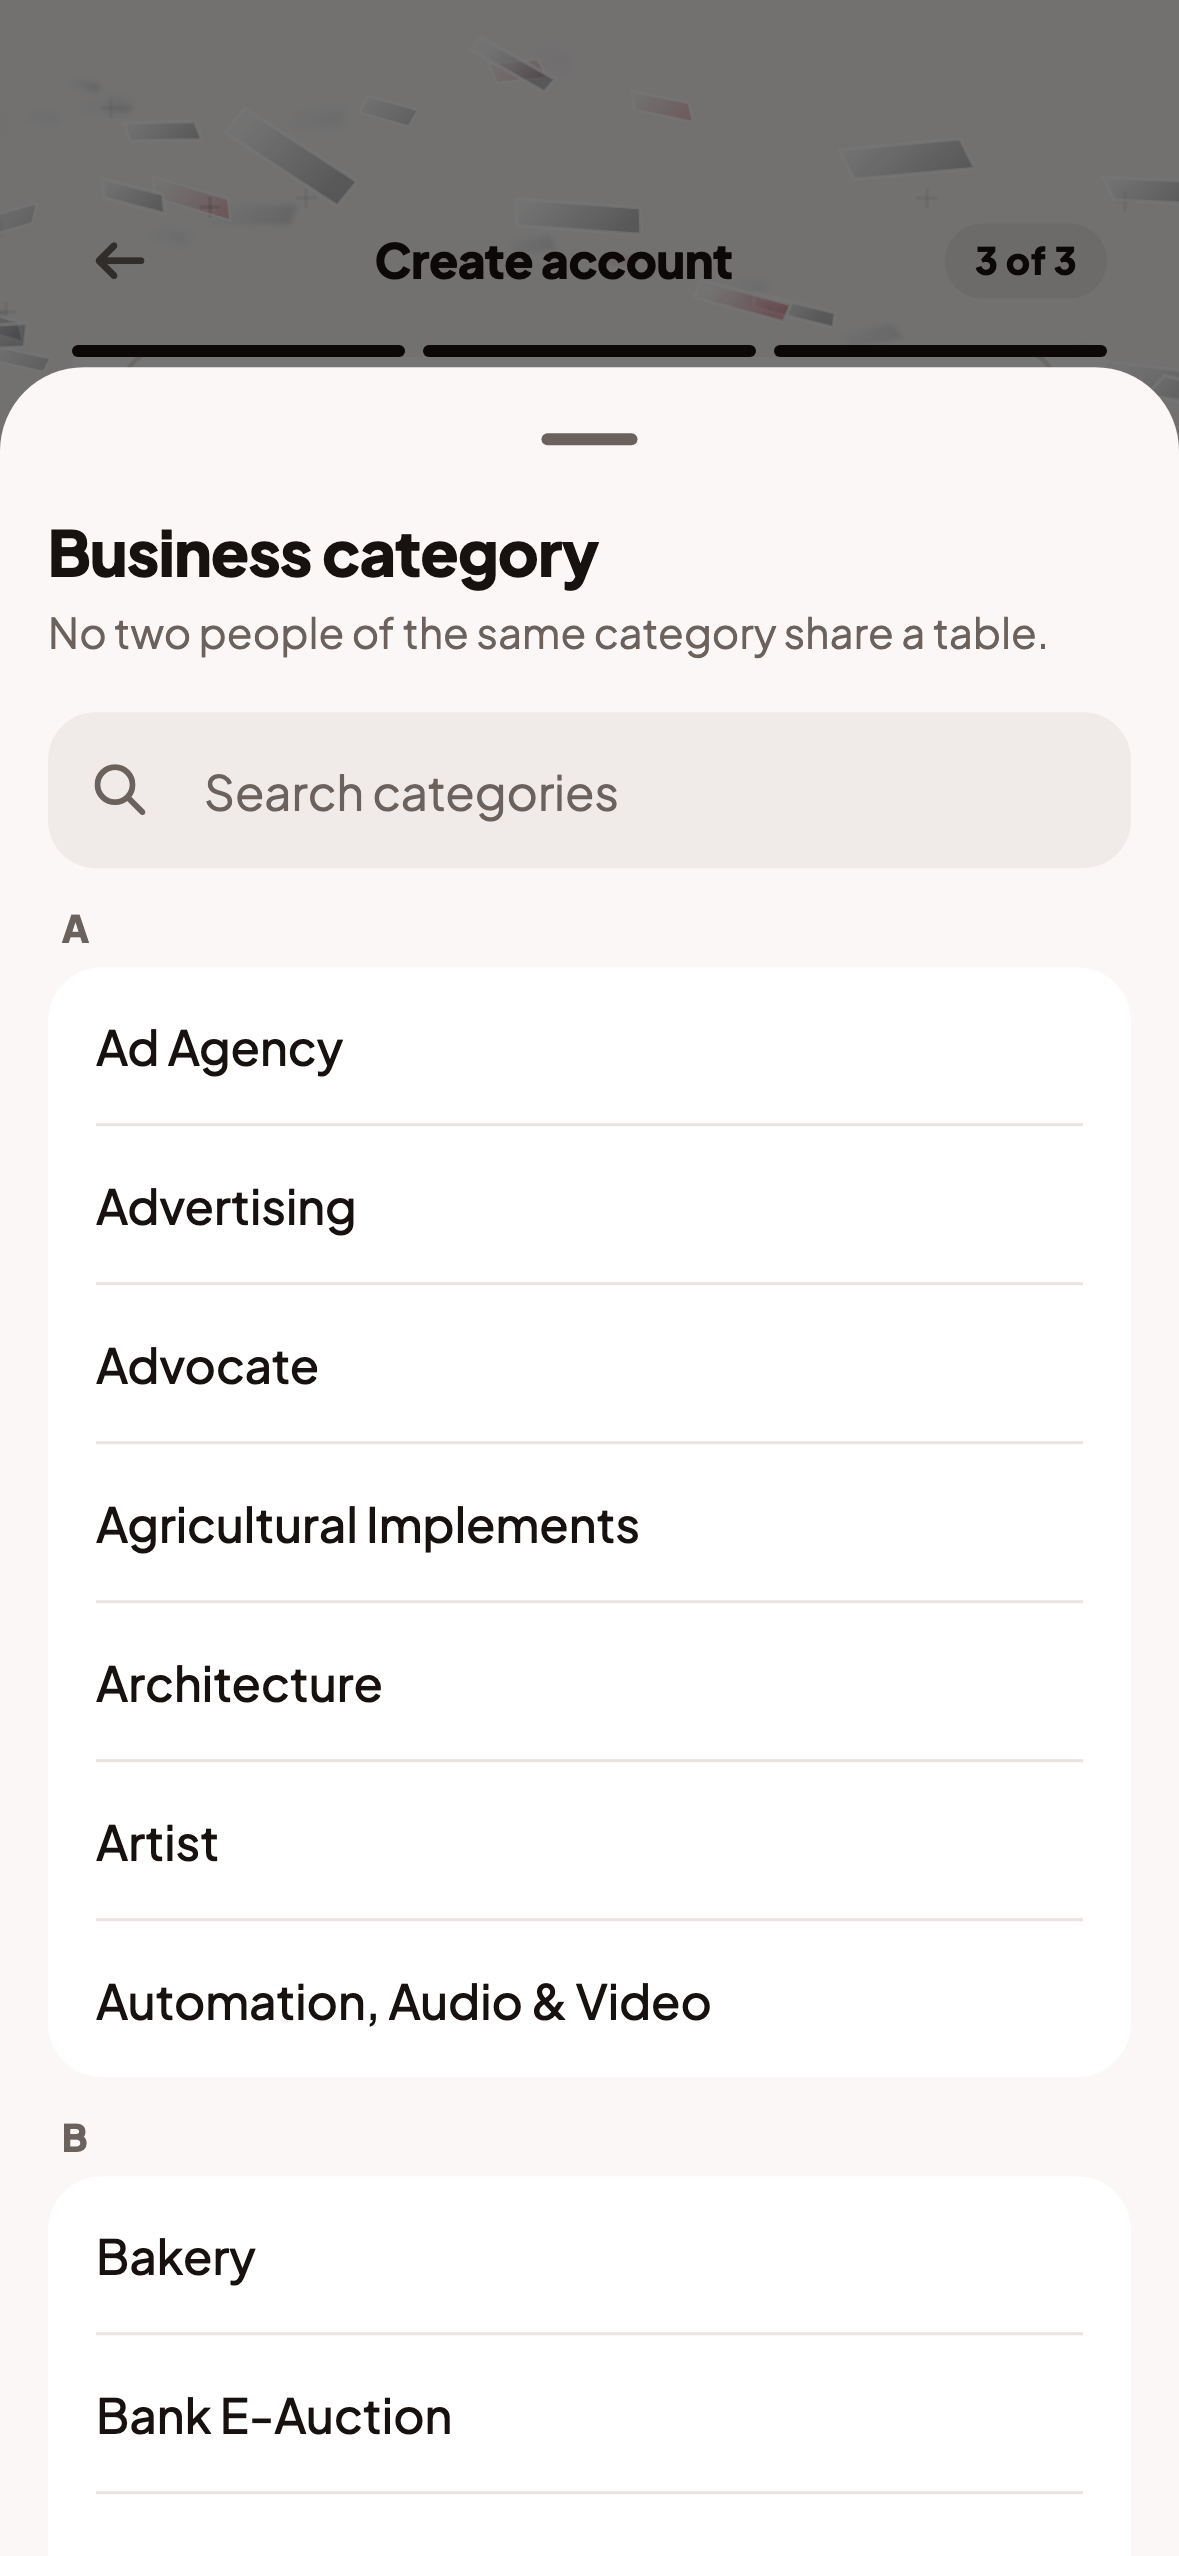 Create account
3 of 3
Business category
No two people of the same category share a table.
Search categories
A
Ad Agency
Advertising
Advocate
Agricultural Implements
Architecture
Artist
Automation, Audio & Video
B
Bakery
Bank E-Auction